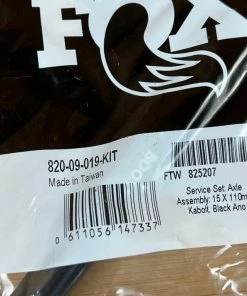 FOX
820-09-019-KIT
Made in Taiwan
FTW 825207
Service Set: Axle
Assembly: 15 X 110mm
Kabolt, Black Ano
0 611056 147337